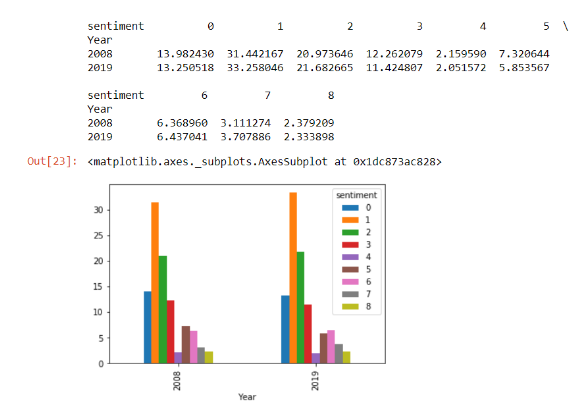 sentiment 0 1 2 3 4 5 \
Year
2008 13.982430 31.442167 20.973646 12.262079 2.159590 7.320644
2019 13.250518 33.258046 21.682665 11.424807 2.051572 5.853567
sentiment 6 7 8
Year
2008 6.368960 3.111274 2.379209
2019 6.437041 3.707886 2.333898
Out[23]: <matplotlib.axes._subplots.AxesSubplot at 0x1dc873ac828>
sentiment
0
1
2
3
4
5
6
7
8
30
25
20
15
10
5
0
2008
2019
Year